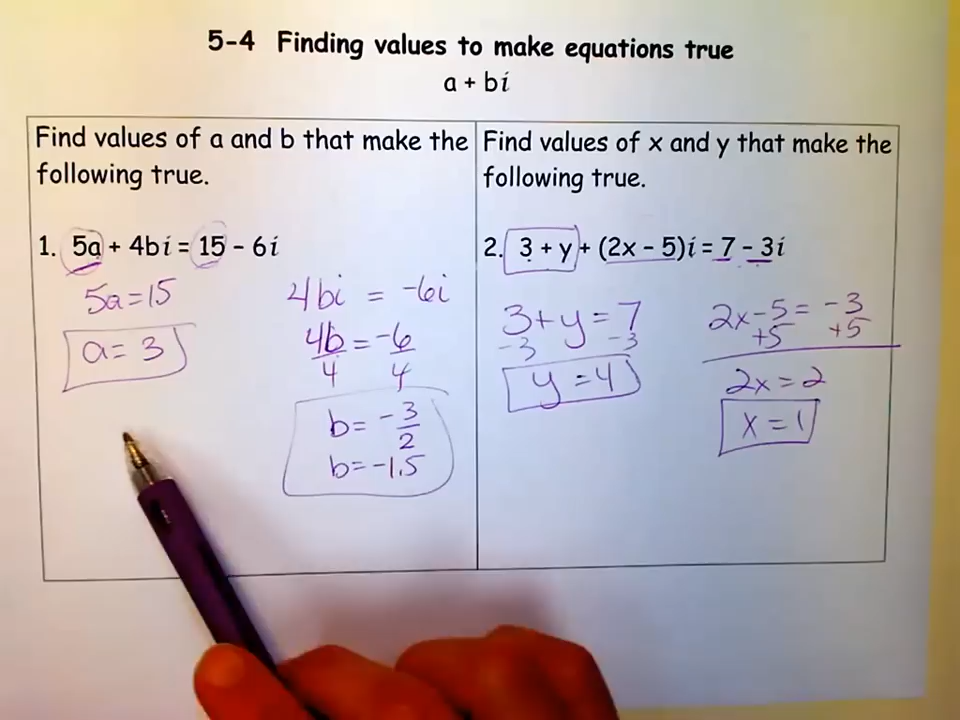 5-4 Finding values to make equations true
a + bi
Find values of a and b that make the
following true.
1. 5a + 4bi = 15 - 6i
5a = 15
a = 3
4bi = -6i
4b/4 = -6/4
b = -3/2
b = -1.5
Find values of x and y that make the
following true.
2. 3 + y + (2x - 5)i = 7 - 3i
3 + y = 7
-3 -3
y = 4
2x - 5 = -3
+5 +5
2x = 2
x = 1